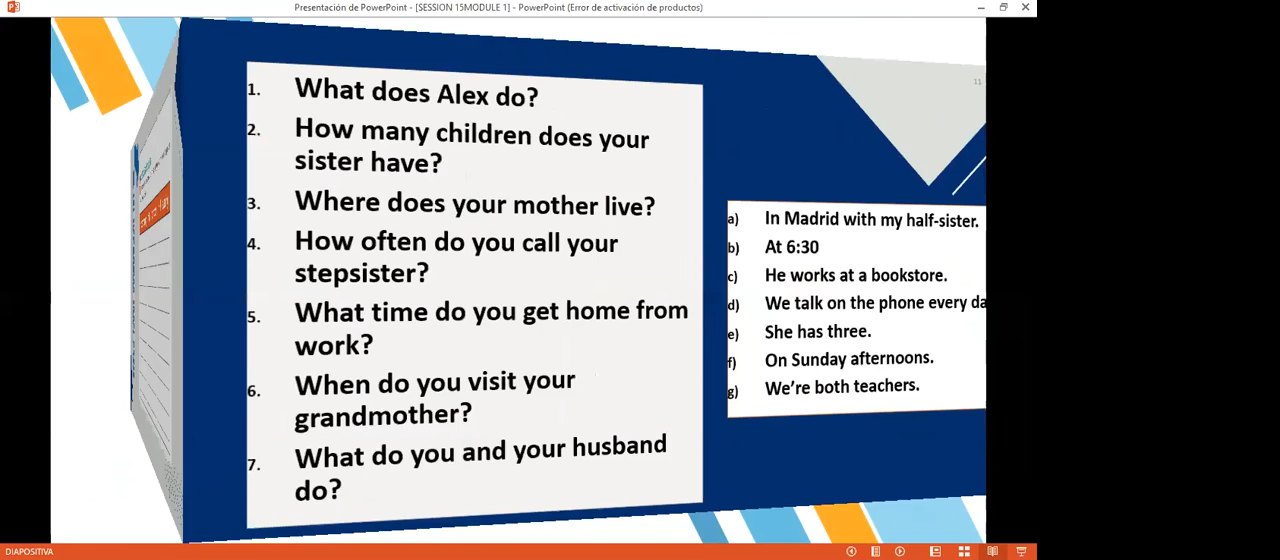 Presentación de PowerPoint - [SESSION 15MODULE 1] - PowerPoint (Error de activación de productos)
11
1. What does Alex do?
2. How many children does your
sister have?
3. Where does your mother live?
4. How often do you call your
stepsister?
5. What time do you get home from
work?
6. When do you visit your
grandmother?
7. What do you and your husband
do?
a) In Madrid with my half-sister.
b) At 6:30
c) He works at a bookstore.
d) We talk on the phone every da
e) She has three.
f) On Sunday afternoons.
g) We're both teachers.
DIAPOSITIVA